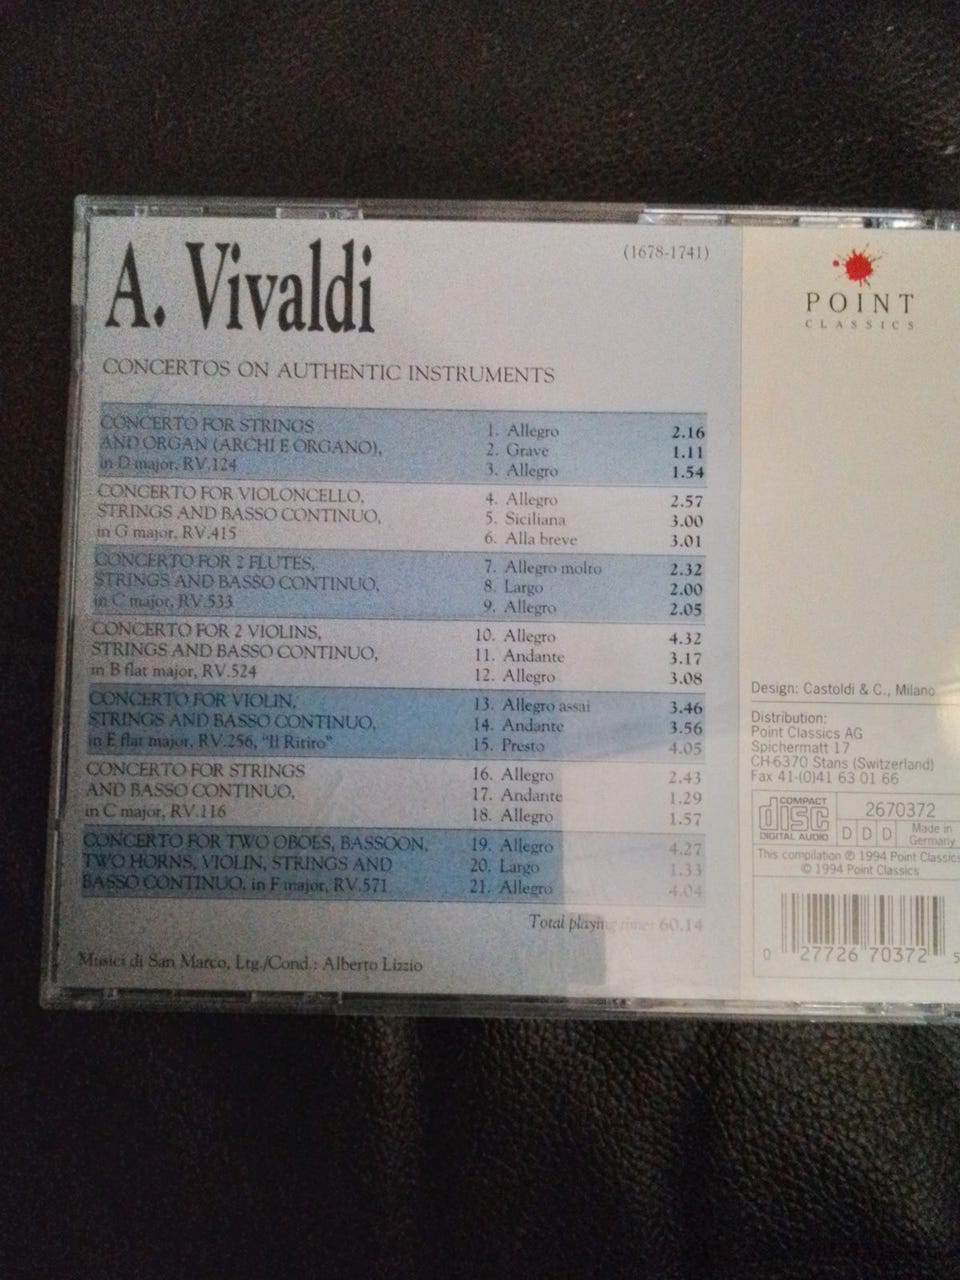 A. Vivaldi
(1678-1741)
CONCERTOS ON AUTHENTIC INSTRUMENTS
CONCERTO FOR STRINGS
AND ORGAN (ARCHI E ORGANO),
in D major, RV.124
1. Allegro 2.16
2. Grave 1.11
3. Allegro 1.54
CONCERTO FOR VIOLONCELLO,
STRINGS AND BASSO CONTINUO,
in G major, RV.415
4. Allegro 2.57
5. Siciliana 3.00
6. Alla breve 3.01
CONCERTO FOR 2 FLUTES,
STRINGS AND BASSO CONTINUO,
in C major, RV.533
7. Allegro molto 2.32
8. Largo 2.00
9. Allegro 2.05
CONCERTO FOR 2 VIOLINS,
STRINGS AND BASSO CONTINUO,
in B flat major, RV.524
10. Allegro 4.32
11. Andante 3.17
12. Allegro 3.08
CONCERTO FOR VIOLIN,
STRINGS AND BASSO CONTINUO,
in E flat major, RV.256, "Il Ritiro"
13. Allegro assai 3.46
14. Andante 3.56
15. Presto 4.05
CONCERTO FOR STRINGS
AND BASSO CONTINUO,
in C major, RV.116
16. Allegro 2.43
17. Andante 1.29
18. Allegro 1.57
CONCERTO FOR TWO OBOES, BASSOON,
TWO HORNS, VIOLIN, STRINGS AND
BASSO CONTINUO, in F major, RV.571
19. Allegro 4.27
20. Largo 1.33
21. Allegro 4.04
Total playing time: 60.14
Musici di San Marco, Ltg./Cond.: Alberto Lizzio
POINT
CLASSICS
Design: Castoldi & C., Milano
Distribution:
Point Classics AG
Spichermatt 17
CH-6370 Stans (Switzerland)
Fax 41-(0)41 63 01 66
COMPACT
disc
DIGITAL AUDIO
2670372
D D D
Made in
Germany
This compilation ℗ 1994 Point Classics
© 1994 Point Classics
0 27726 70372 5